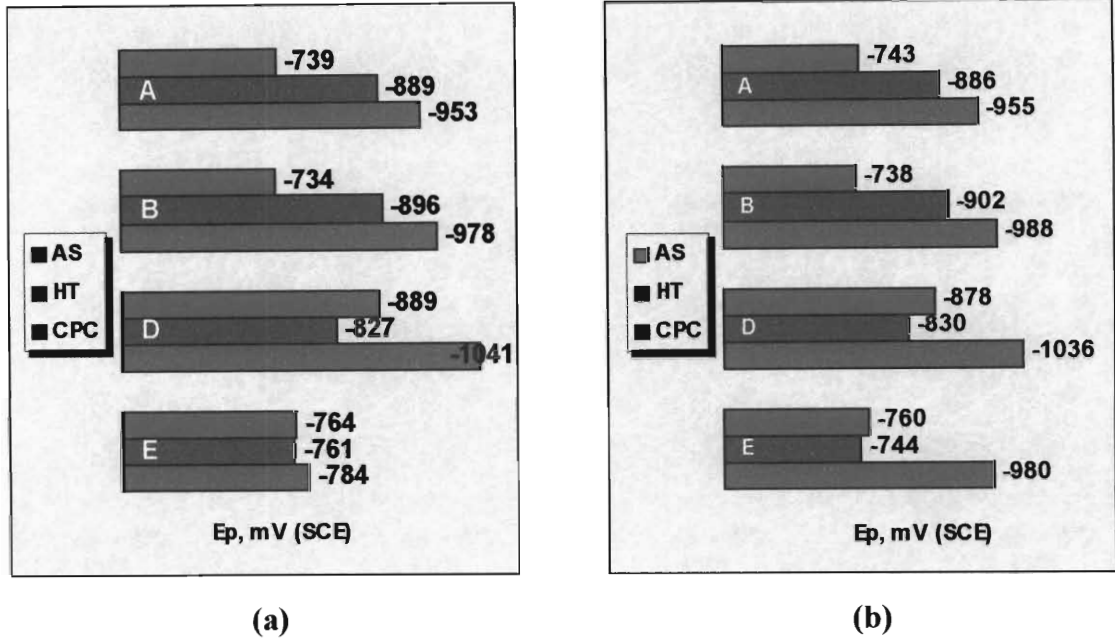 -739
A
-889
-953
-734
B
-896
-978
AS
HT
CPC
-889
D
-827
-1041
-764
E
-761
-784
Ep, mV (SCE)
(a)
-743
A
-886
-955
-738
B
-902
-988
AS
HT
CPC
-878
D
-830
-1036
-760
E
-744
-980
Ep, mV (SCE)
(b)